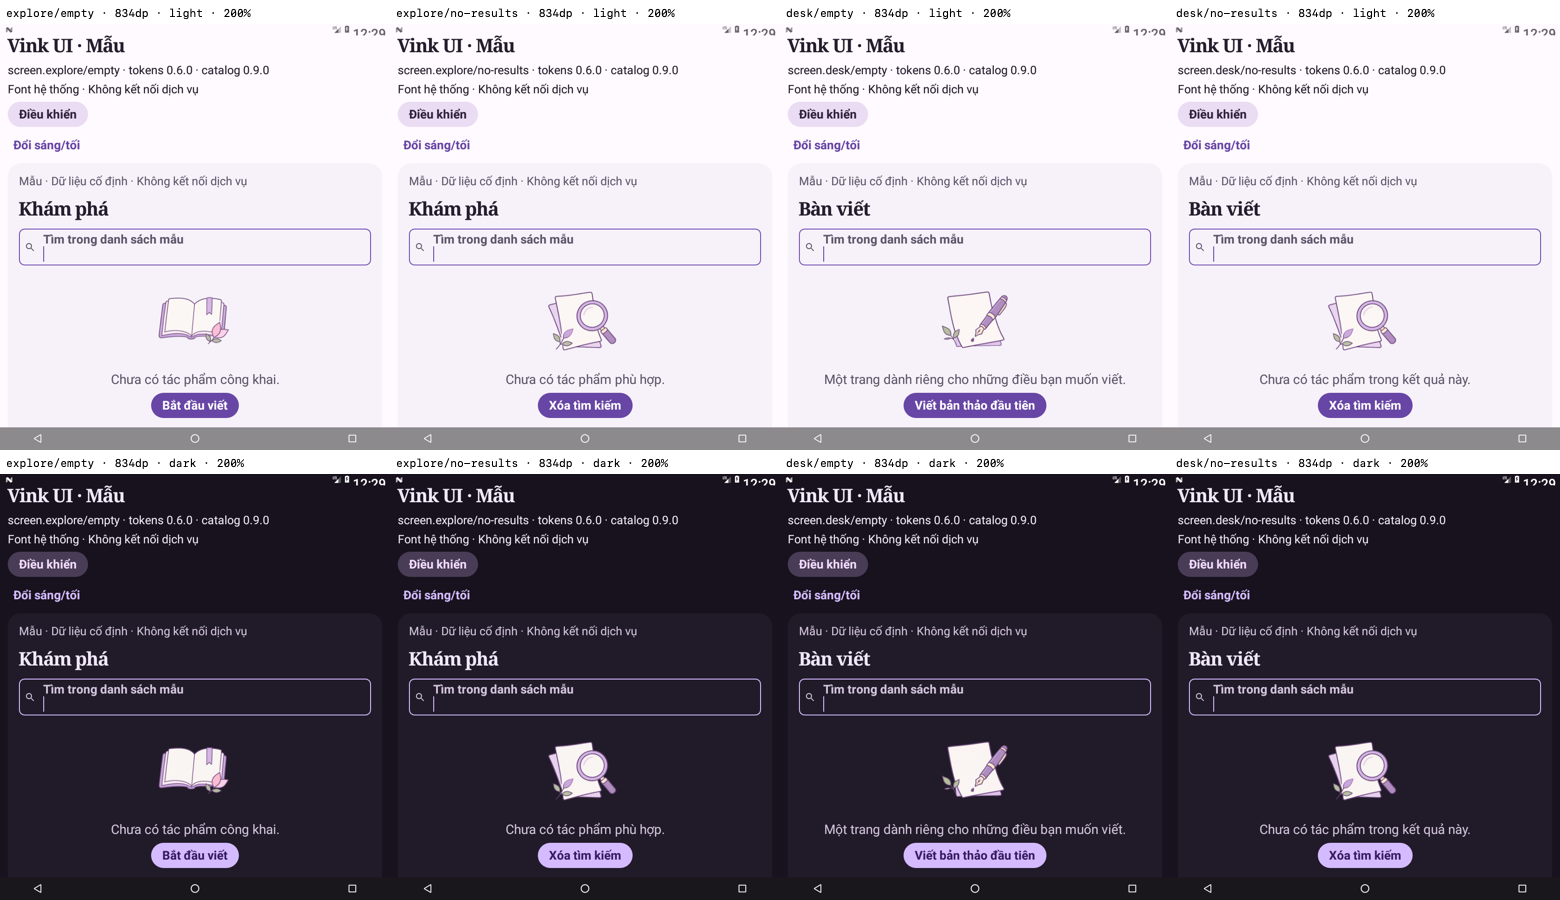 explore/empty · 834dp · light · 200%
12:29
Vink UI · Mẫu
screen.explore/empty · tokens 0.6.0 · catalog 0.9.0
Font hệ thống · Không kết nối dịch vụ
Điều khiển
Đổi sáng/tối
Mẫu · Dữ liệu cố định · Không kết nối dịch vụ
Khám phá
Tìm trong danh sách mẫu
Chưa có tác phẩm công khai.
Bắt đầu viết
explore/no-results · 834dp · light · 200%
12:29
Vink UI · Mẫu
screen.explore/no-results · tokens 0.6.0 · catalog 0.9.0
Font hệ thống · Không kết nối dịch vụ
Điều khiển
Đổi sáng/tối
Mẫu · Dữ liệu cố định · Không kết nối dịch vụ
Khám phá
Tìm trong danh sách mẫu
Chưa có tác phẩm phù hợp.
Xóa tìm kiếm
desk/empty · 834dp · light · 200%
12:29
Vink UI · Mẫu
screen.desk/empty · tokens 0.6.0 · catalog 0.9.0
Font hệ thống · Không kết nối dịch vụ
Điều khiển
Đổi sáng/tối
Mẫu · Dữ liệu cố định · Không kết nối dịch vụ
Bàn viết
Tìm trong danh sách mẫu
Một trang dành riêng cho những điều bạn muốn viết.
Viết bản thảo đầu tiên
desk/no-results · 834dp · light · 200%
12:29
Vink UI · Mẫu
screen.desk/no-results · tokens 0.6.0 · catalog 0.9.0
Font hệ thống · Không kết nối dịch vụ
Điều khiển
Đổi sáng/tối
Mẫu · Dữ liệu cố định · Không kết nối dịch vụ
Bàn viết
Tìm trong danh sách mẫu
Chưa có tác phẩm trong kết quả này.
Xóa tìm kiếm
explore/empty · 834dp · dark · 200%
12:29
Vink UI · Mẫu
screen.explore/empty · tokens 0.6.0 · catalog 0.9.0
Font hệ thống · Không kết nối dịch vụ
Điều khiển
Đổi sáng/tối
Mẫu · Dữ liệu cố định · Không kết nối dịch vụ
Khám phá
Tìm trong danh sách mẫu
Chưa có tác phẩm công khai.
Bắt đầu viết
explore/no-results · 834dp · dark · 200%
12:29
Vink UI · Mẫu
screen.explore/no-results · tokens 0.6.0 · catalog 0.9.0
Font hệ thống · Không kết nối dịch vụ
Điều khiển
Đổi sáng/tối
Mẫu · Dữ liệu cố định · Không kết nối dịch vụ
Khám phá
Tìm trong danh sách mẫu
Chưa có tác phẩm phù hợp.
Xóa tìm kiếm
desk/empty · 834dp · dark · 200%
12:29
Vink UI · Mẫu
screen.desk/empty · tokens 0.6.0 · catalog 0.9.0
Font hệ thống · Không kết nối dịch vụ
Điều khiển
Đổi sáng/tối
Mẫu · Dữ liệu cố định · Không kết nối dịch vụ
Bàn viết
Tìm trong danh sách mẫu
Một trang dành riêng cho những điều bạn muốn viết.
Viết bản thảo đầu tiên
desk/no-results · 834dp · dark · 200%
12:29
Vink UI · Mẫu
screen.desk/no-results · tokens 0.6.0 · catalog 0.9.0
Font hệ thống · Không kết nối dịch vụ
Điều khiển
Đổi sáng/tối
Mẫu · Dữ liệu cố định · Không kết nối dịch vụ
Bàn viết
Tìm trong danh sách mẫu
Chưa có tác phẩm trong kết quả này.
Xóa tìm kiếm